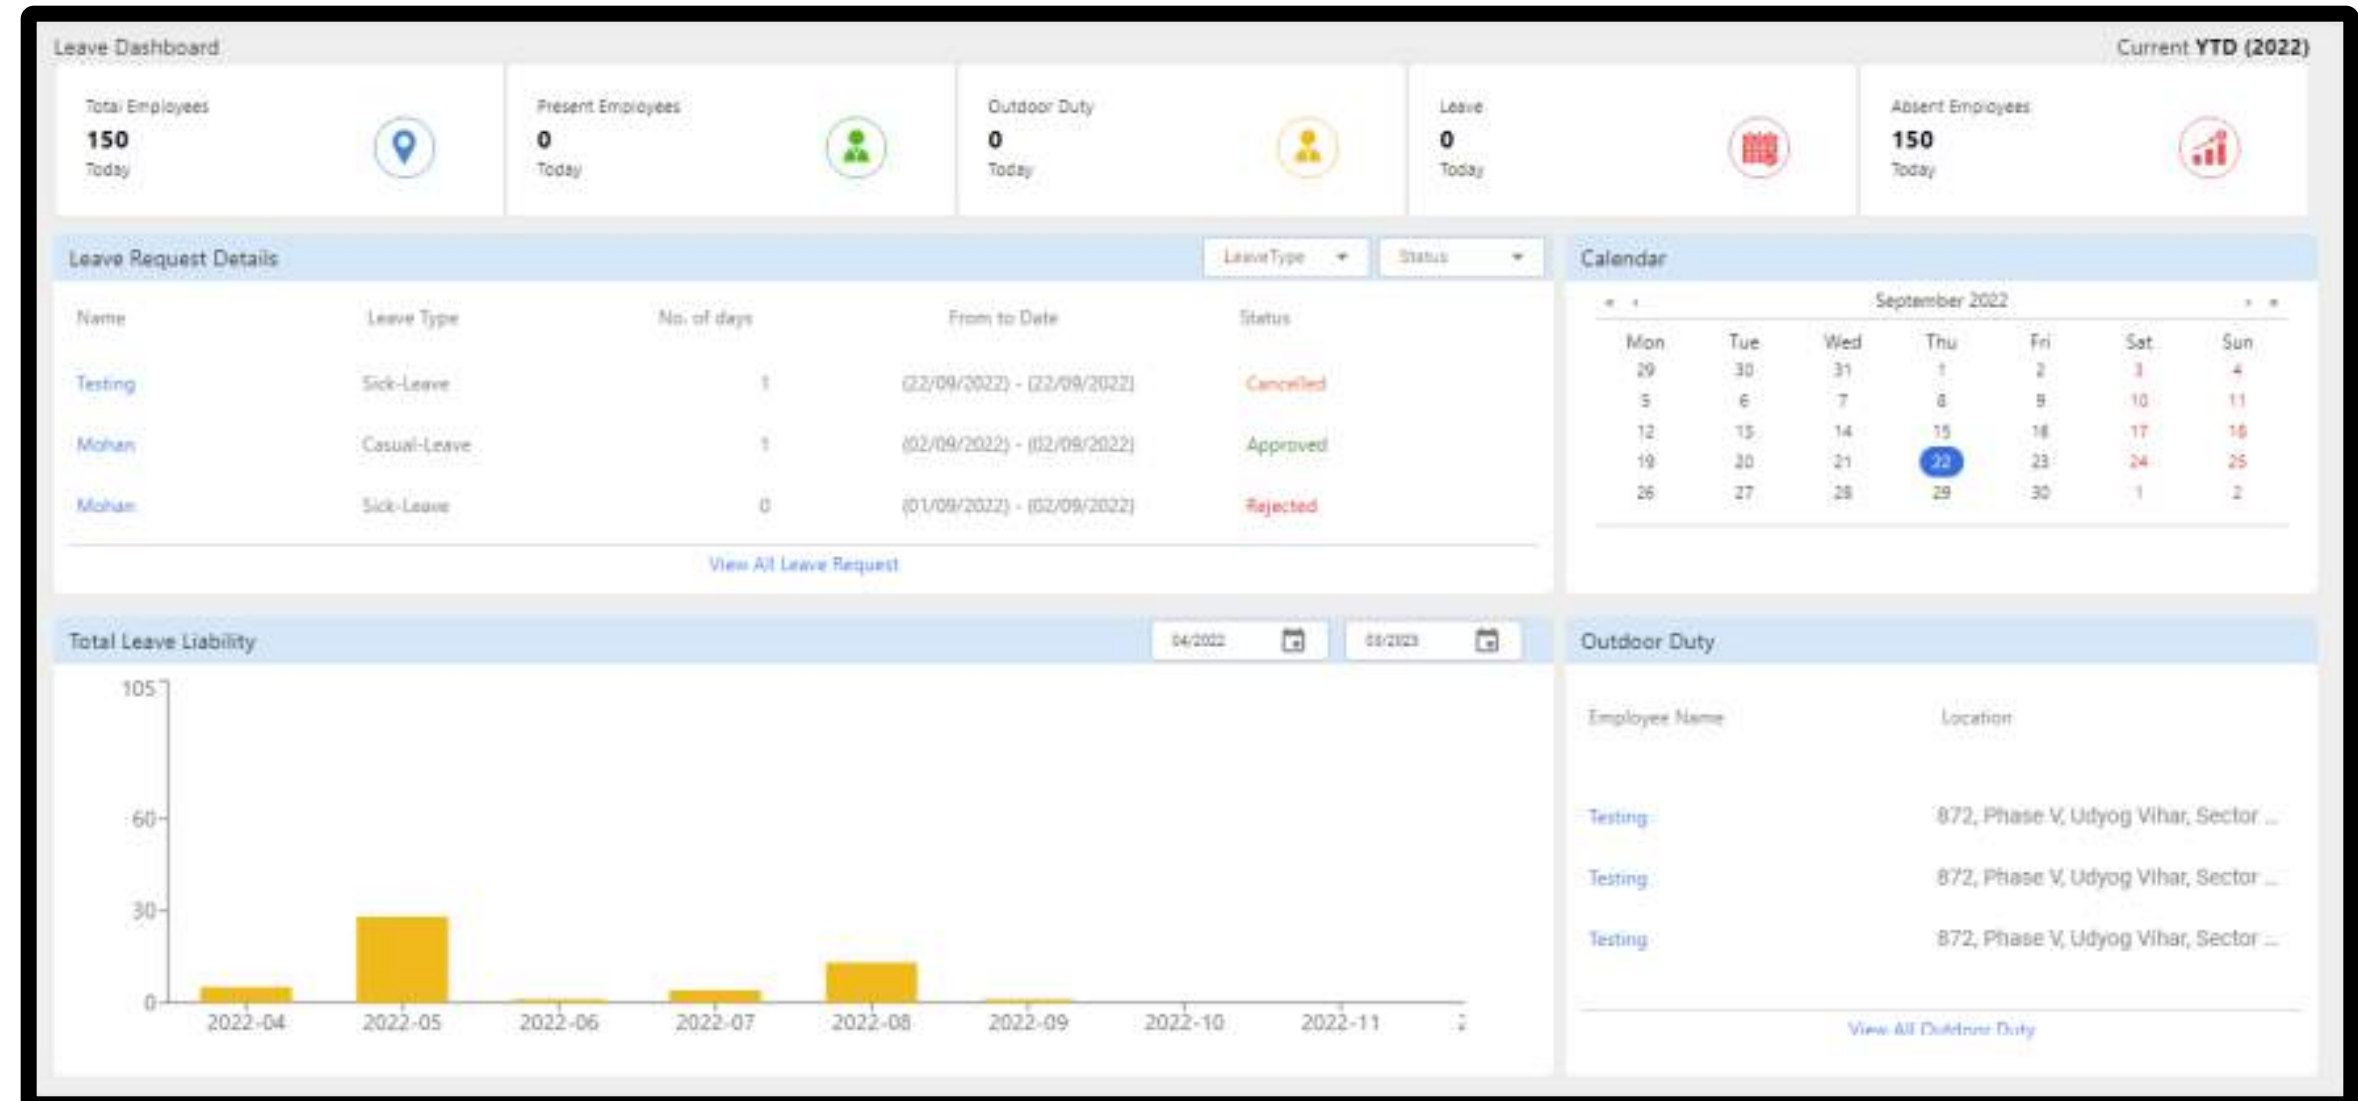 Leave Dashboard
Current YTD (2022)
Total Employees
150
Today
Present Employees
0
Today
Outdoor Duty
0
Today
Leave
0
Today
Absent Employees
150
Today
Leave Request Details
LeaveType
Status
Name Leave Type No. of days From to Date Status
Testing Sick-Leave 1 (22/09/2022) - (22/09/2022) Cancelled
Mohan Casual-Leave 1 (02/09/2022) - (02/09/2022) Approved
Mohan Sick-Leave 0 (01/09/2022) - (02/09/2022) Rejected
View All Leave Request
Calendar
« ‹ September 2022 › »
Mon Tue Wed Thu Fri Sat Sun
29 30 31 1 2 3 4
5 6 7 8 9 10 11
12 13 14 15 16 17 18
19 20 21 22 23 24 25
26 27 28 29 30 1 2
Total Leave Liability
04/2022
03/2023
105
60
30
0
2022-04 2022-05 2022-06 2022-07 2022-08 2022-09 2022-10 2022-11
Outdoor Duty
Employee Name Location
Testing 872, Phase V, Udyog Vihar, Sector ...
Testing 872, Phase V, Udyog Vihar, Sector ...
Testing 872, Phase V, Udyog Vihar, Sector ...
View All Outdoor Duty